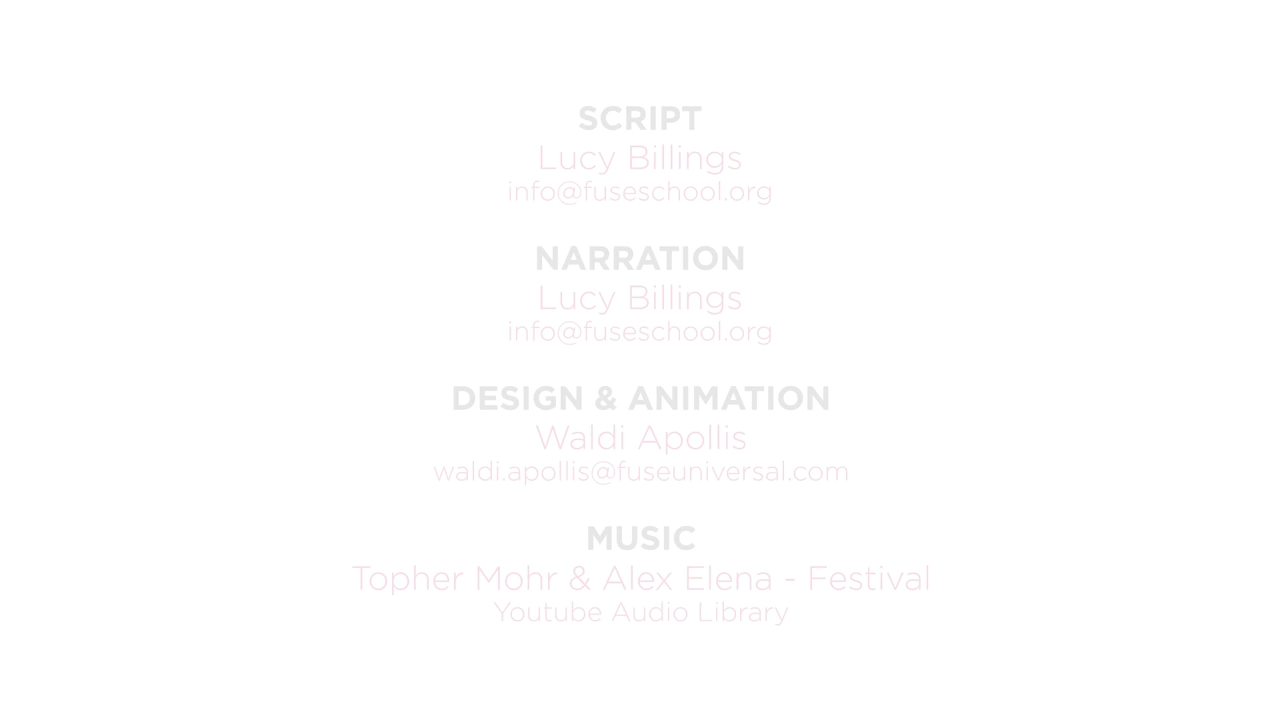 SCRIPT
Lucy Billings
info@fuseschool.org
NARRATION
Lucy Billings
info@fuseschool.org
DESIGN & ANIMATION
Waldi Apollis
waldi.apollis@fuseuniversal.com
MUSIC
Topher Mohr & Alex Elena - Festival
Youtube Audio Library